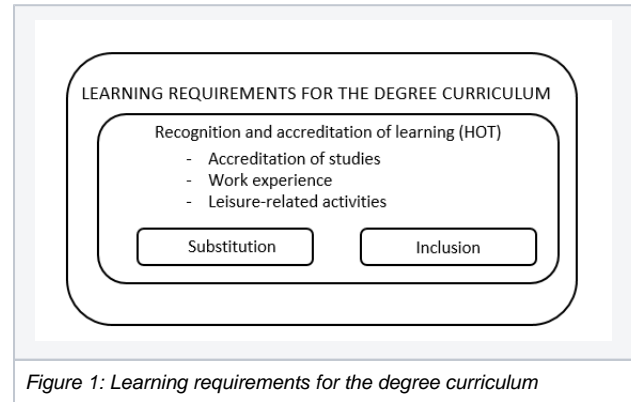 LEARNING REQUIREMENTS FOR THE DEGREE CURRICULUM
Recognition and accreditation of learning (HOT)
- Accreditation of studies
- Work experience
- Leisure-related activities
Substitution
Inclusion
Figure 1: Learning requirements for the degree curriculum